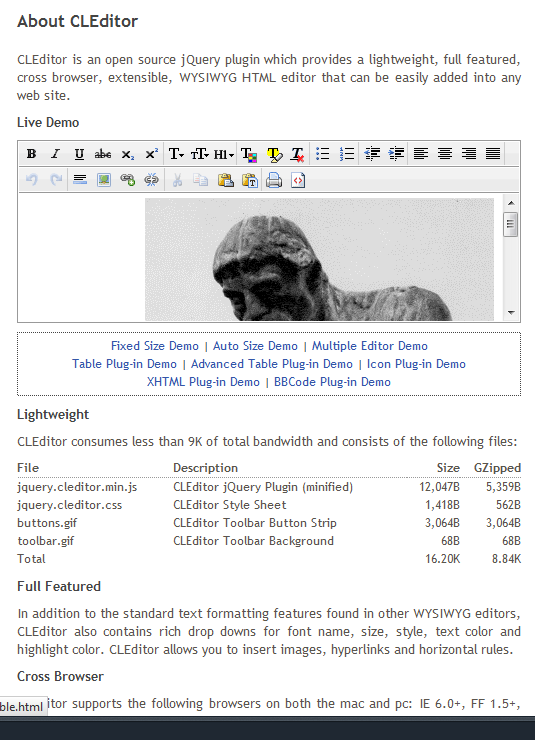 About CLEditor
CLEditor is an open source jQuery plugin which provides a lightweight, full featured,
cross browser, extensible, WYSIWYG HTML editor that can be easily added into any
web site.
Live Demo
B I U abc x₂ x² T T H1 T T T
Fixed Size Demo | Auto Size Demo | Multiple Editor Demo
Table Plug-in Demo | Advanced Table Plug-in Demo | Icon Plug-in Demo
XHTML Plug-in Demo | BBCode Plug-in Demo
Lightweight
CLEditor consumes less than 9K of total bandwidth and consists of the following files:
File Description Size GZipped
jquery.cleditor.min.js CLEditor jQuery Plugin (minified) 12,047B 5,359B
jquery.cleditor.css CLEditor Style Sheet 1,418B 562B
buttons.gif CLEditor Toolbar Button Strip 3,064B 3,064B
toolbar.gif CLEditor Toolbar Background 68B 68B
Total 16.20K 8.84K
Full Featured
In addition to the standard text formatting features found in other WYSIWYG editors,
CLEditor also contains rich drop downs for font name, size, style, text color and
highlight color. CLEditor allows you to insert images, hyperlinks and horizontal rules.
Cross Browser
ble.html itor supports the following browsers on both the mac and pc: IE 6.0+, FF 1.5+,